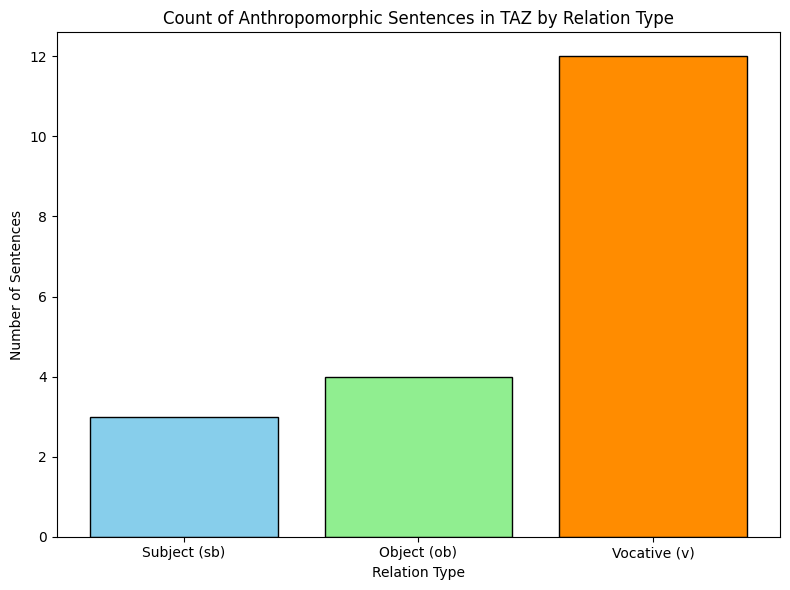 Count of Anthropomorphic Sentences in TAZ by Relation Type
Number of Sentences
12
10
8
6
4
2
0
Subject (sb)
Object (ob)
Vocative (v)
Relation Type